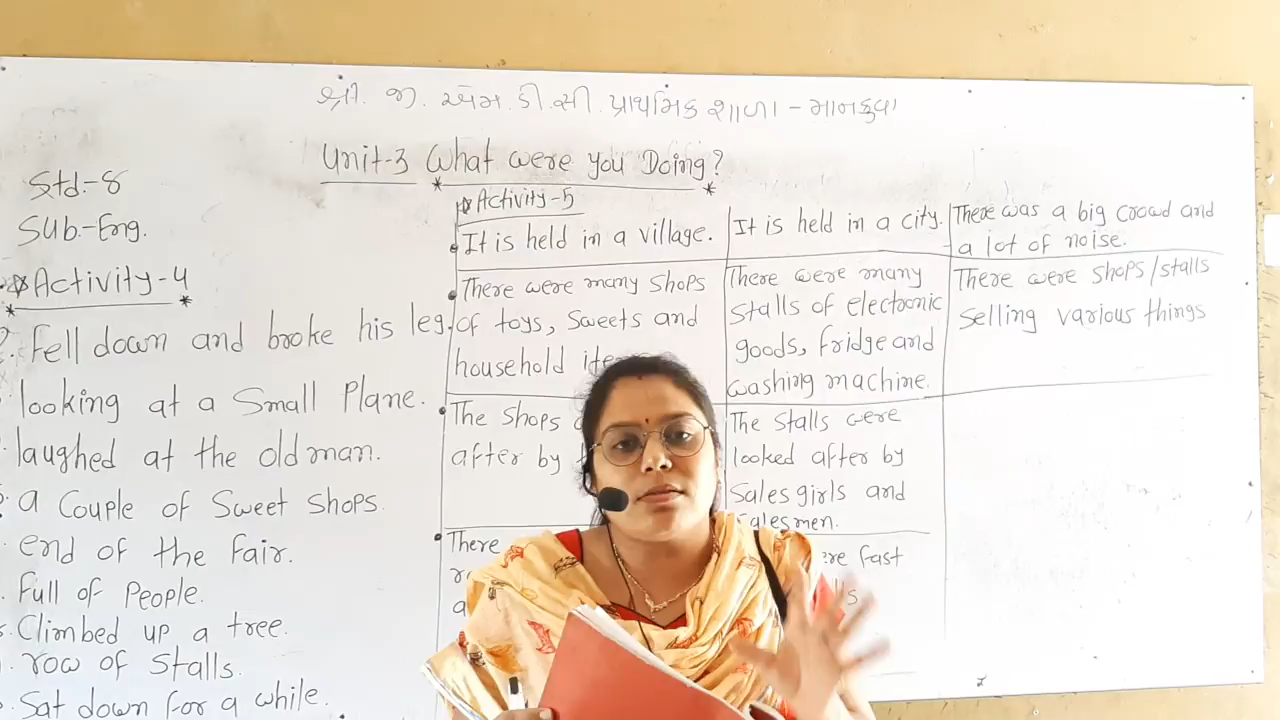 શ્રી. જી. એમ. ડી. સી. પ્રાથમિક શાળા - માનકુવા
Unit-3 What were you Doing?
Std.-8
Sub.-Eng.
Activity-4
Fell down and broke his leg.
looking at a Small Plane.
laughed at the old man.
a Couple of Sweet Shops.
end of the Fair.
Full of People.
Climbed up a tree.
row of Stalls.
Sat down for a while.
Activity-5
It is held in a village.
There were many Shops
of toys, Sweets and
household
The Shops
after by
There
It is held in a city.
There were many
Stalls of electronic
goods, fridge and
washing machine.
The Stalls were
looked after by
Salesgirls and
Salesmen.
fast
There was a big crowd and
a lot of noise.
There were shops/stalls
Selling various things